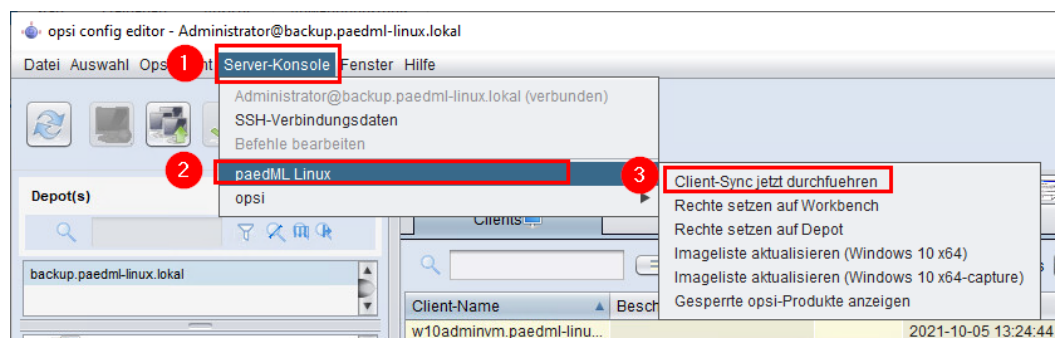 opsi config editor - Administrator@backup.paedml-linux.lokal
Datei Auswahl Ops 1 nt Server-Konsole Fenster Hilfe
Administrator@backup.paedml-linux.lokal (verbunden)
SSH-Verbindungsdaten
Befehle bearbeiten
2 paedML Linux 3
opsi
Client-Sync jetzt durchfuehren
Rechte setzen auf Workbench
Rechte setzen auf Depot
Imageliste aktualisieren (Windows 10 x64)
Imageliste aktualisieren (Windows 10 x64-capture)
Gesperrte opsi-Produkte anzeigen
Depot(s)
Clients
backup.paedml-linux.lokal
Client-Name Besch
w10adminvm.paedml-linu... 2021-10-05 13:24:44